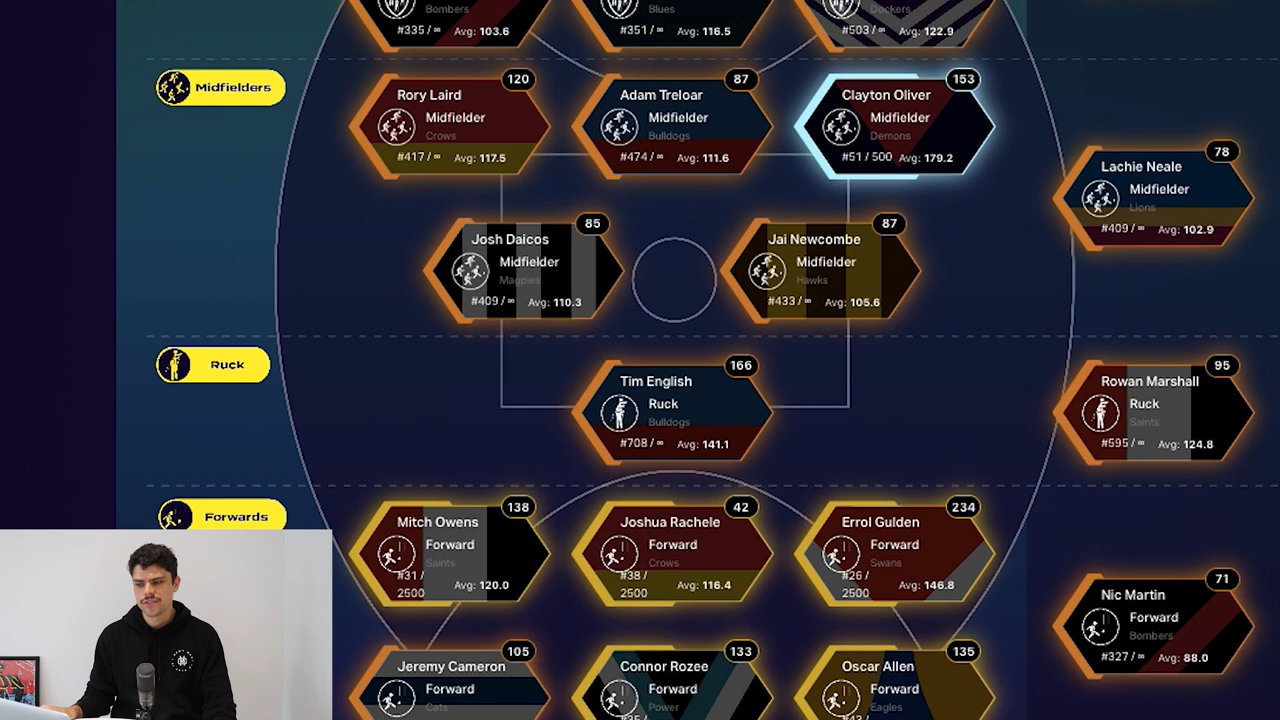 Bombers
#335 / ∞ Avg: 103.6
Blues
#351 / ∞ Avg: 116.5
Dockers
#503 / ∞ Avg: 122.9
Midfielders
120
Rory Laird
Midfielder
Crows
#417 / ∞ Avg: 117.5
87
Adam Treloar
Midfielder
Bulldogs
#474 / ∞ Avg: 111.6
153
Clayton Oliver
Midfielder
Demons
#51 / 500 Avg: 179.2
78
Lachie Neale
Midfielder
Lions
#409 / ∞ Avg: 102.9
85
Josh Daicos
Midfielder
Magpies
#409 / ∞ Avg: 110.3
87
Jai Newcombe
Midfielder
Hawks
#433 / ∞ Avg: 105.6
Ruck
166
Tim English
Ruck
Bulldogs
#708 / ∞ Avg: 141.1
95
Rowan Marshall
Ruck
Saints
#595 / ∞ Avg: 124.8
Forwards
138
Mitch Owens
Forward
Saints
#31 /
2500 Avg: 120.0
42
Joshua Rachele
Forward
Crows
#38 /
2500 Avg: 116.4
234
Errol Gulden
Forward
Swans
#26 /
2500 Avg: 146.8
71
Nic Martin
Forward
Bombers
#327 / ∞ Avg: 88.0
105
Jeremy Cameron
Forward
Cats
133
Connor Rozee
Forward
Power
135
Oscar Allen
Forward
Eagles